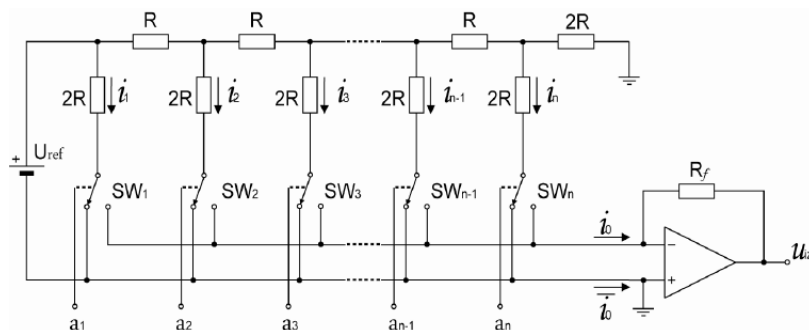 R R R 2R
2R i1 2R i2 2R i3 2R in-1 2R in
+ Uref
SW1 SW2 SW3 SWn-1 SWn
Rf
i0 −
+
i0
a1 a2 a3 an-1 an